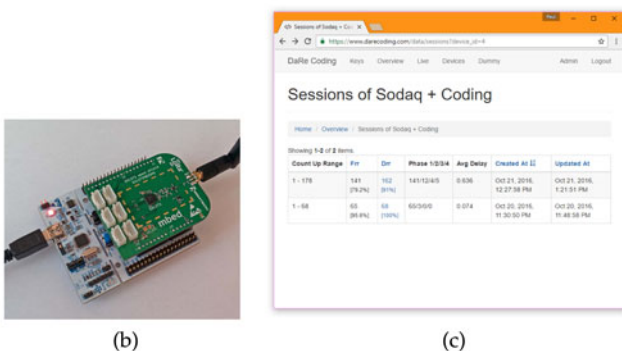 Sessions of Sodaq + Co
https://www.darecoding.com/data/sessions?device_id=4
DaRe Coding Keys Overview Live Devices Dummy Admin Logout
Sessions of Sodaq + Coding
Home / Overview / Sessions of Sodaq + Coding
Showing 1-2 of 2 items.
Count Up Range Frr Drr Phase 1/2/3/4 Avg Delay Created At Updated At
1 - 178 141 162 141/12/4/5 0.636 Oct 21, 2016, Oct 21, 2016,
[79.2%] [91%] 12:27:58 PM 1:21:51 PM
1 - 68 65 68 65/3/0/0 0.074 Oct 20, 2016, Oct 20, 2016,
[95.6%] [100%] 11:30:50 PM 11:46:58 PM
mbed
(b) (c)